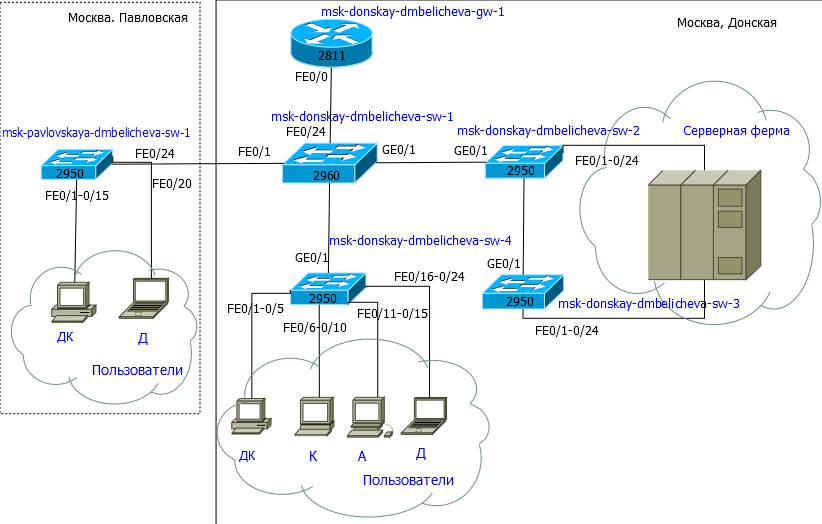 Москва. Павловская
msk-donskay-dmbelicheva-gw-1
Москва, Донская
2811
FE0/0
msk-donskay-dmbelicheva-sw-1
msk-pavlovskaya-dmbelicheva-sw-1
FE0/24
msk-donskay-dmbelicheva-sw-2
Серверная ферма
FE0/24
FE0/1
GE0/1
GE0/1
FE0/1-0/24
2950
2960
2950
FE0/20
FE0/1-0/15
msk-donskay-dmbelicheva-sw-4
GE0/1
GE0/1
FE0/16-0/24
2950
2950
msk-donskay-dmbelicheva-sw-3
FE0/1-0/5
FE0/11-0/15
FE0/6-0/10
FE0/1-0/24
ДК
Д
Пользователи
ДК
К
А
Д
Пользователи